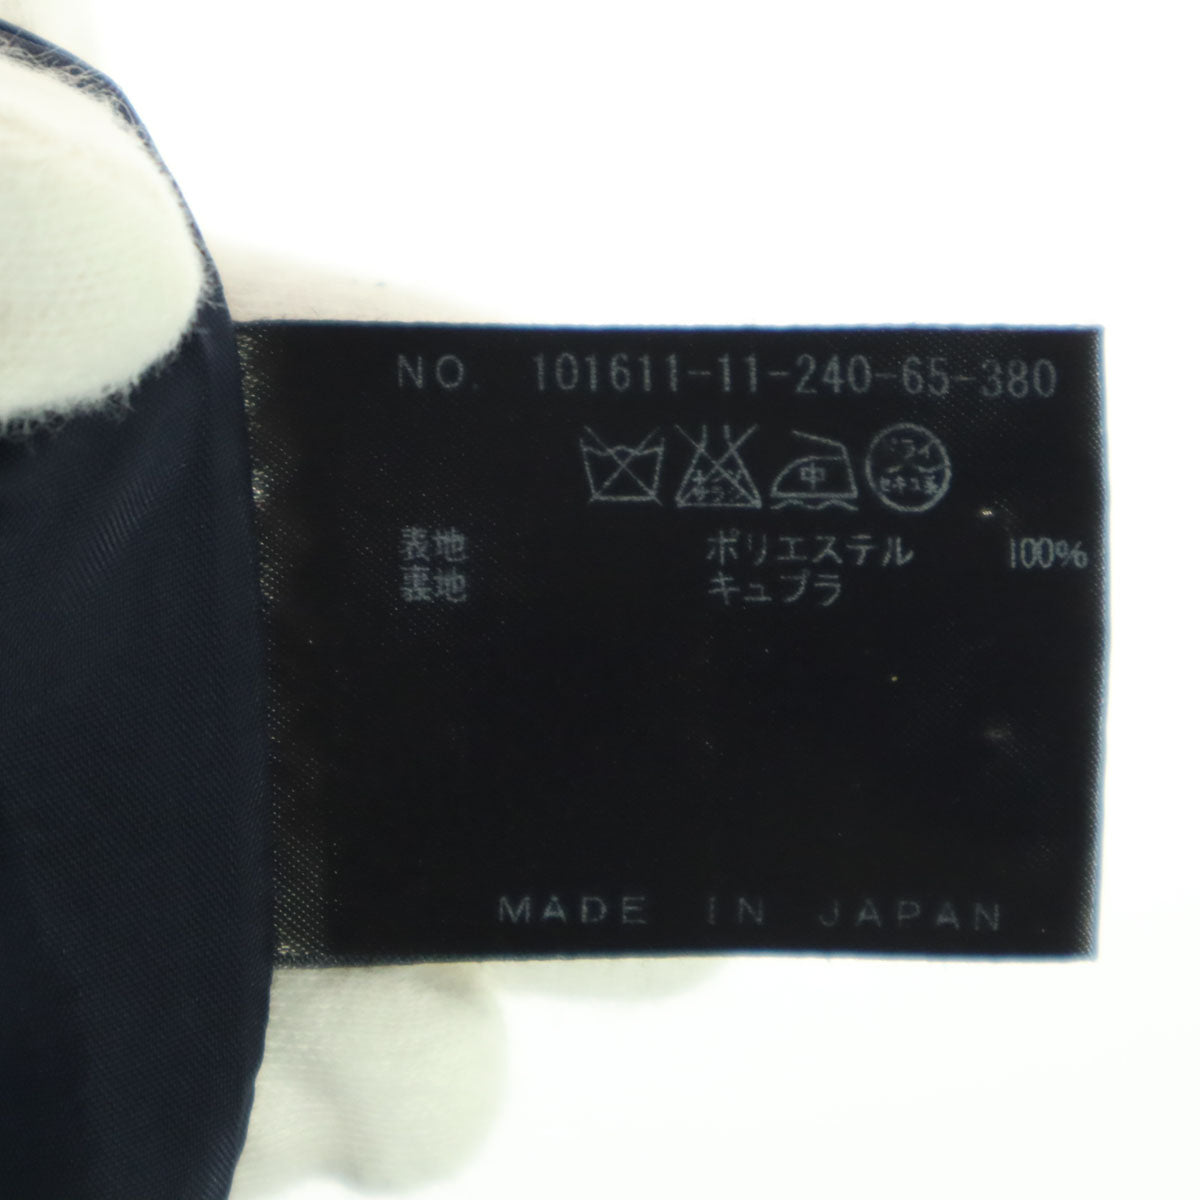 NO. 101611-11-240-65-380
中 ドライ
セキユ系
表地 ポリエステル 100%
裏地 キュプラ
MADE IN JAPAN